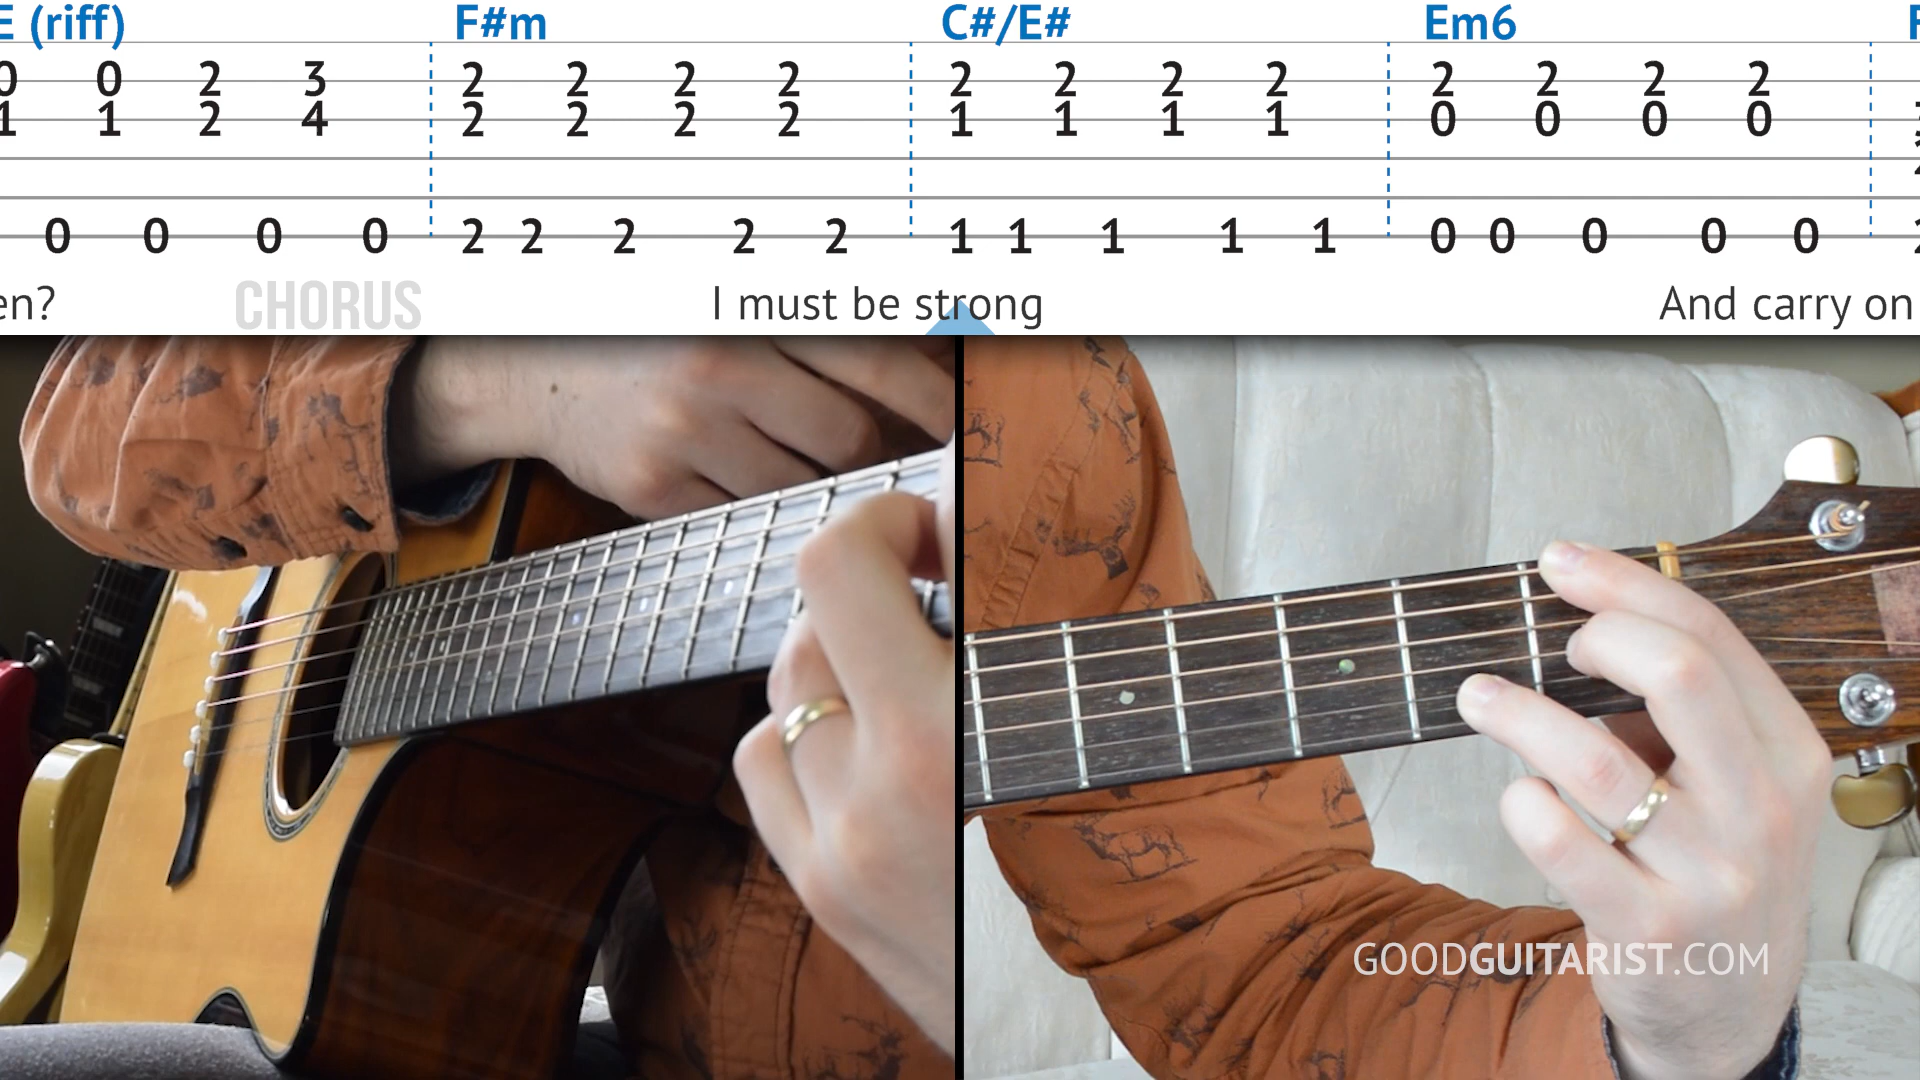 E (riff) F#m C#/E# Em6
0 0 2 3 2 2 2 2 2 2 2 2 2 2 2 2
1 1 2 4 2 2 2 2 1 1 1 1 0 0 0 0
0 0 0 0 2 2 2 2 2 1 1 1 1 1 0 0 0 0 0
en? CHORUS I must be strong And carry on
GOODGUITARIST.COM